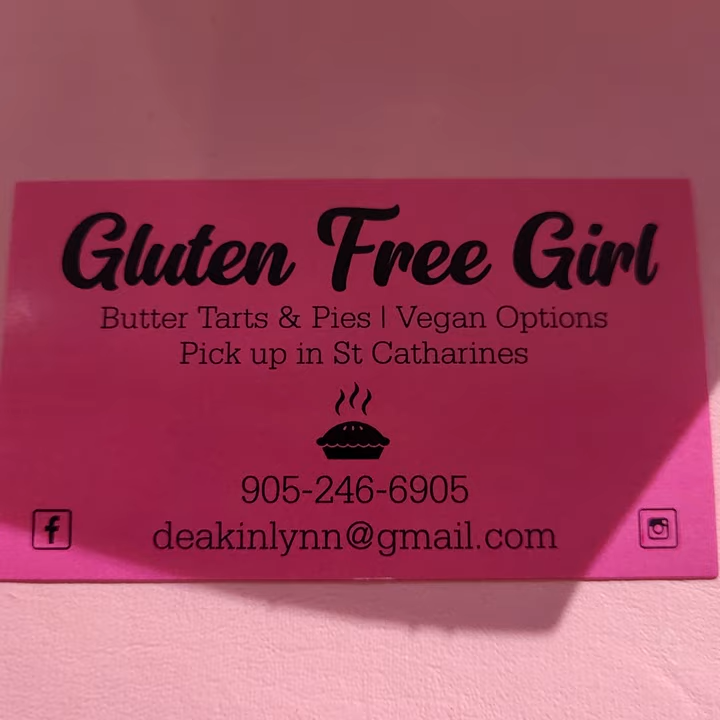 Gluten Free Girl
Butter Tarts & Pies | Vegan Options
Pick up in St Catharines
905-246-6905
deakinlynn@gmail.com